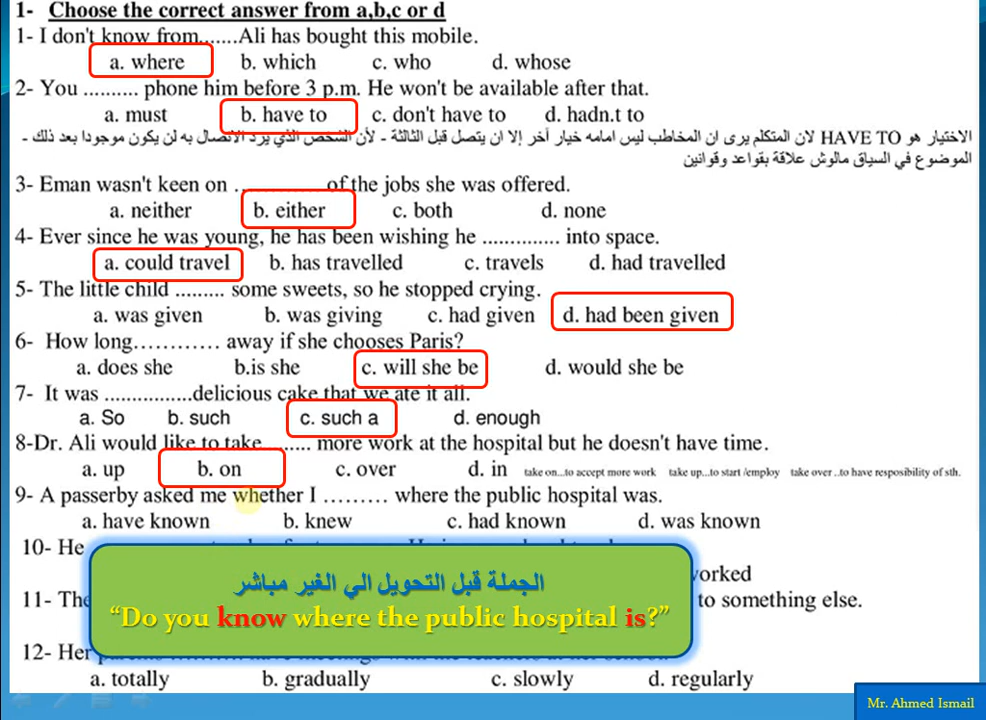 1- Choose the correct answer from a,b,c or d
1- I don't know from.......Ali has bought this mobile.
a. where b. which c. who d. whose
2- You .......... phone him before 3 p.m. He won't be available after that.
a. must b. have to c. don't have to d. hadn.t to
الاختيار هو HAVE TO لان المتكلم يرى ان المخاطب ليس امامه خيار آخر إلا ان يتصل قبل الثالثة - لأن الشخص الذي يرد الاتصال به لن يكون موجودا بعد ذلك -
الموضوع في السياق مالوش علاقة بقواعد وقوانين
3- Eman wasn't keen on ............... of the jobs she was offered.
a. neither b. either c. both d. none
4- Ever since he was young, he has been wishing he .............. into space.
a. could travel b. has travelled c. travels d. had travelled
5- The little child ......... some sweets, so he stopped crying.
a. was given b. was giving c. had given d. had been given
6- How long............. away if she chooses Paris?
a. does she b.is she c. will she be d. would she be
7- It was ................delicious cake that we ate it all.
a. So b. such c. such a d. enough
8-Dr. Ali would like to take......... more work at the hospital but he doesn't have time.
a. up b. on c. over d. in take on...to accept more work take up...to start /employ take over ..to have resposibility of sth.
9- A passerby asked me whether I ......... where the public hospital was.
a. have known b. knew c. had known d. was known
10- He
الجملة قبل التحويل الي الغير مباشر
11- The to something else.
“Do you know where the public hospital is?”
12- Her
a. totally b. gradually c. slowly d. regularly
Mr. Ahmed Ismail